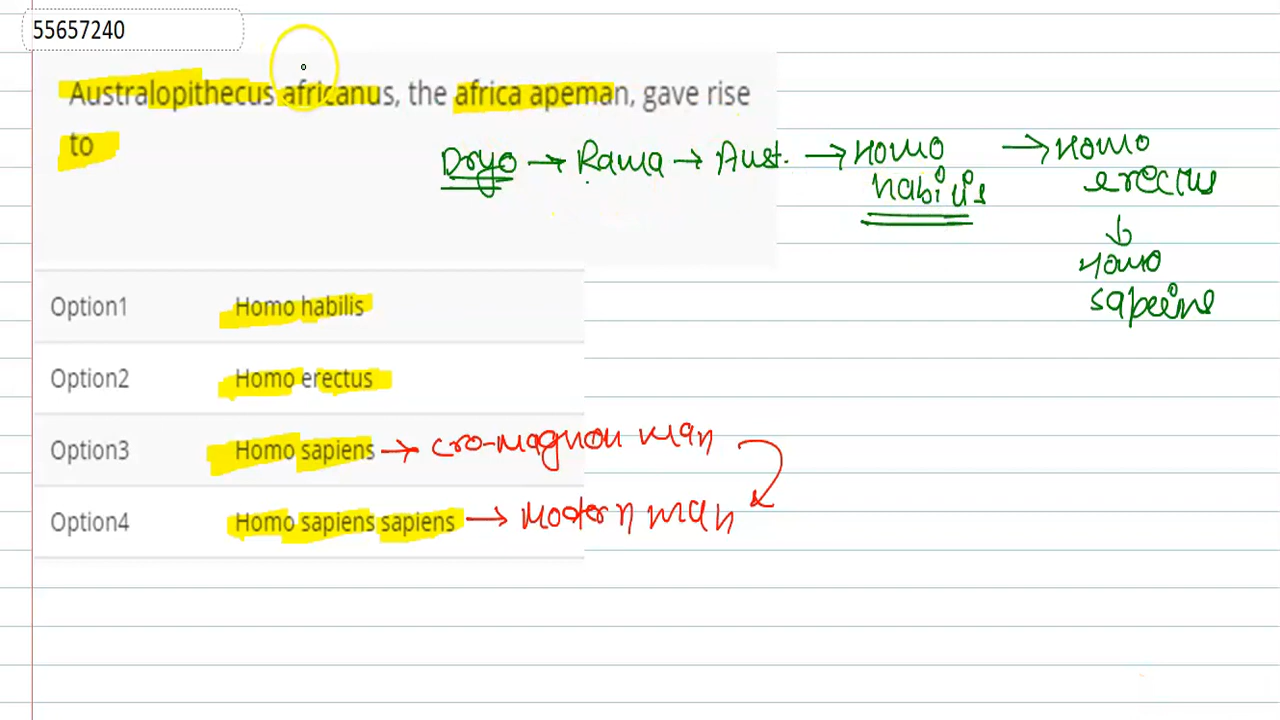 55657240
Australopithecus africanus, the africa apeman, gave rise
to
Dryo → Rama → Aust. → Homo habilis → Homo erectus
↓
Homo
sapeins
Option1 Homo habilis
Option2 Homo erectus
Option3 Homo sapiens → cro-magnon man
Option4 Homo sapiens sapiens → Modern man